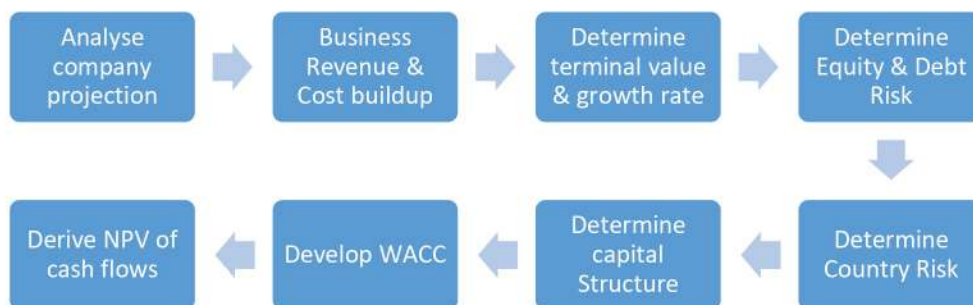 Analyse
company
projection
Business
Revenue &
Cost buildup
Determine
terminal value
& growth rate
Determine
Equity & Debt
Risk
Determine
Country Risk
Determine
capital
Structure
Develop WACC
Derive NPV of
cash flows